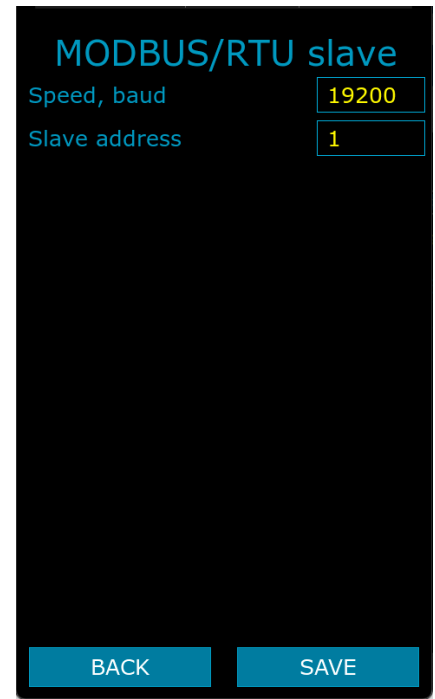 MODBUS/RTU slave
Speed, baud 19200
Slave address 1
BACK SAVE